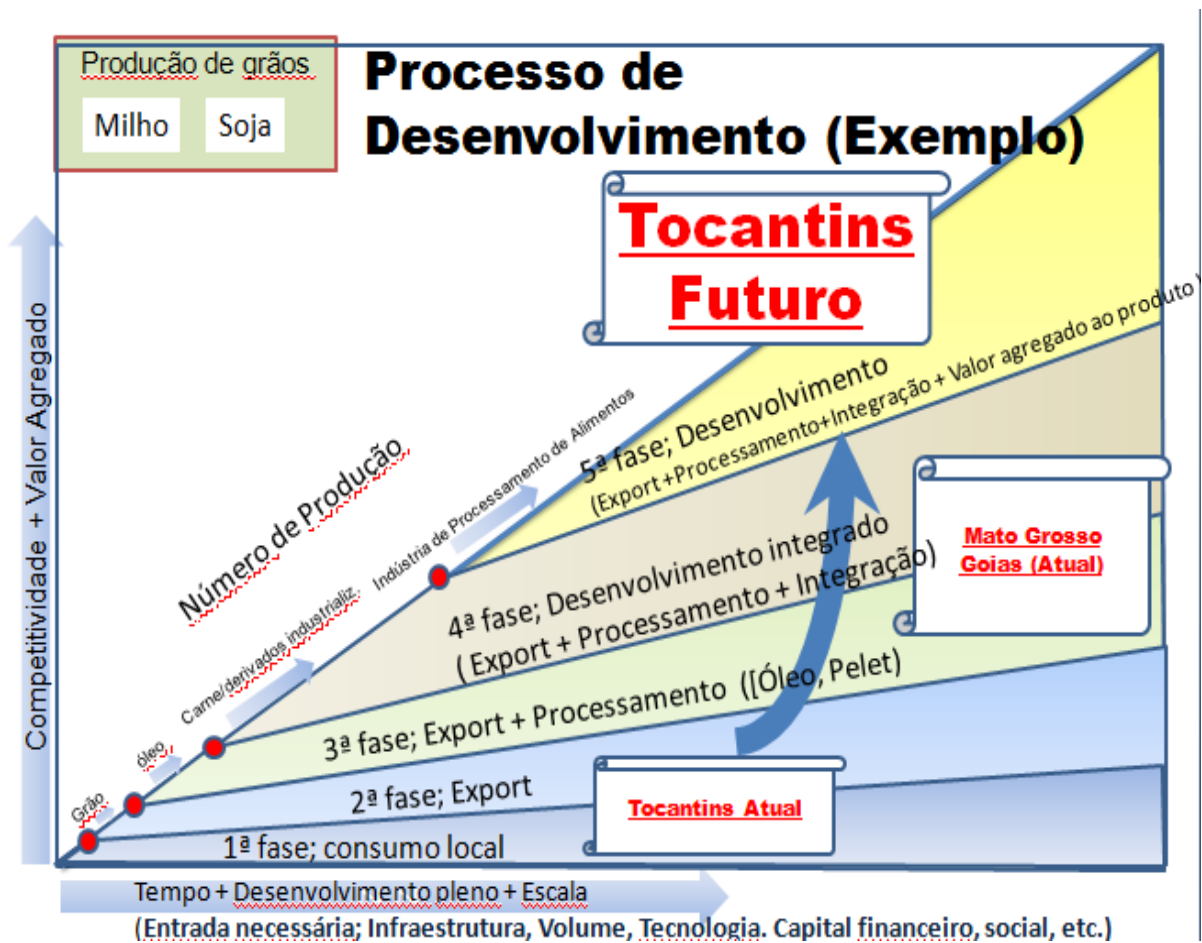 Produção de grãos
Milho Soja
Processo de
Desenvolvimento (Exemplo)
Tocantins
Futuro
Competitividade + Valor Agregado
Número de Produção
Grão
óleo
Carne/derivados industrializ.
Indústria de Processamento de Alimentos
5ª fase; Desenvolvimento
(Export +Processamento+Integração + Valor agregado ao produto )
4ª fase; Desenvolvimento integrado
( Export + Processamento + Integração)
Mato Grosso
Goias (Atual)
3ª fase; Export + Processamento ([Óleo, Pelet)
2ª fase; Export
Tocantins Atual
1ª fase; consumo local
Tempo + Desenvolvimento pleno + Escala
(Entrada necessária; Infraestrutura, Volume, Tecnologia. Capital financeiro, social, etc.)